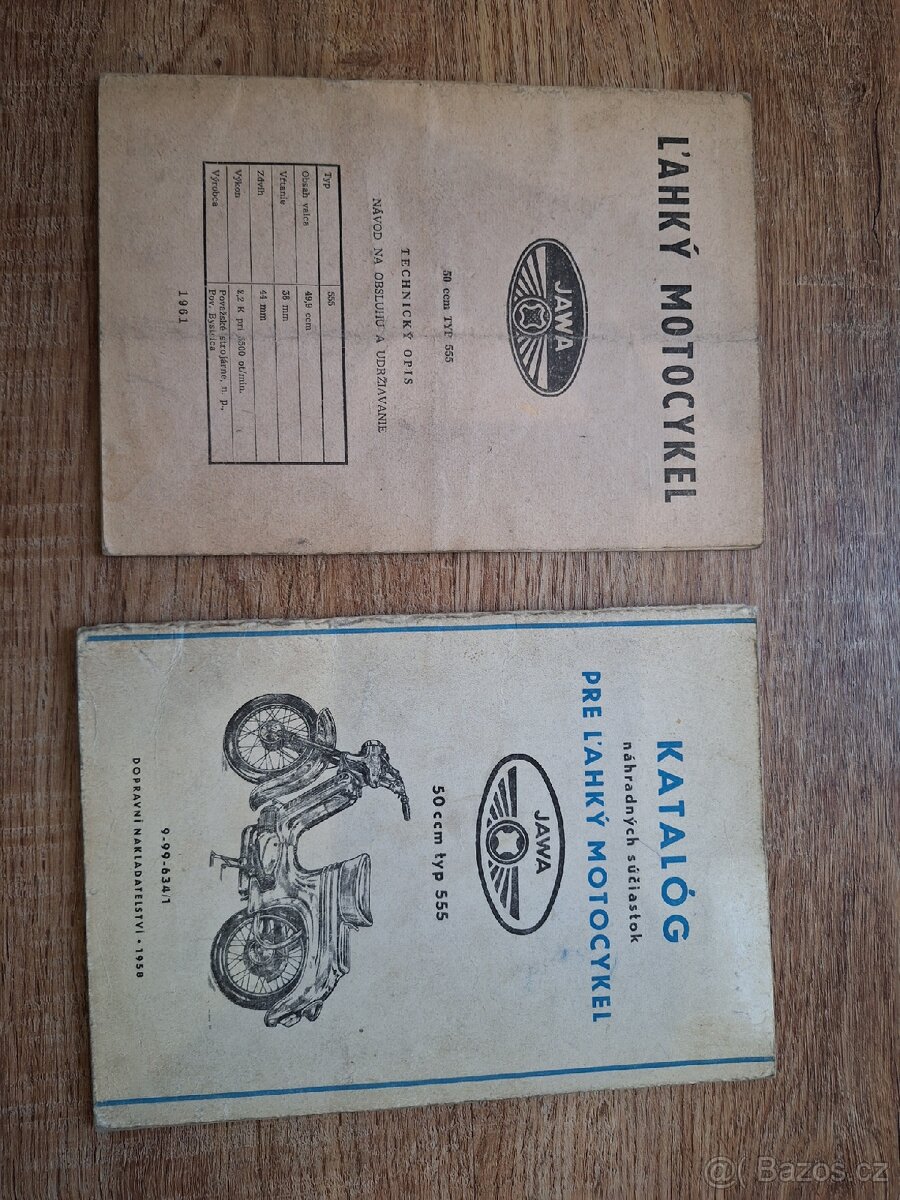 ĽAHKÝ MOTOCYKEL
JAWA
50 ccm TYP 555
TECHNICKÝ OPIS
NÁVOD NA OBSLUHU A UDRŽIAVANIE
Typ 555
Obsah valca 49,9 ccm
Vŕtanie 38 mm
Zdvih 44 mm
Výkon 2,2 K pri 5500 ot/min.
Výrobca Považské strojárne, n. p.,
Pov. Bystrica
1961
KATALÓG
náhradných súčiastok
PRE ĽAHKÝ MOTOCYKEL
JAWA
50 ccm typ 555
9-99-634/1
DOPRAVNÍ NAKLADATELSTVÍ • 1958
@( Bazoš.cz